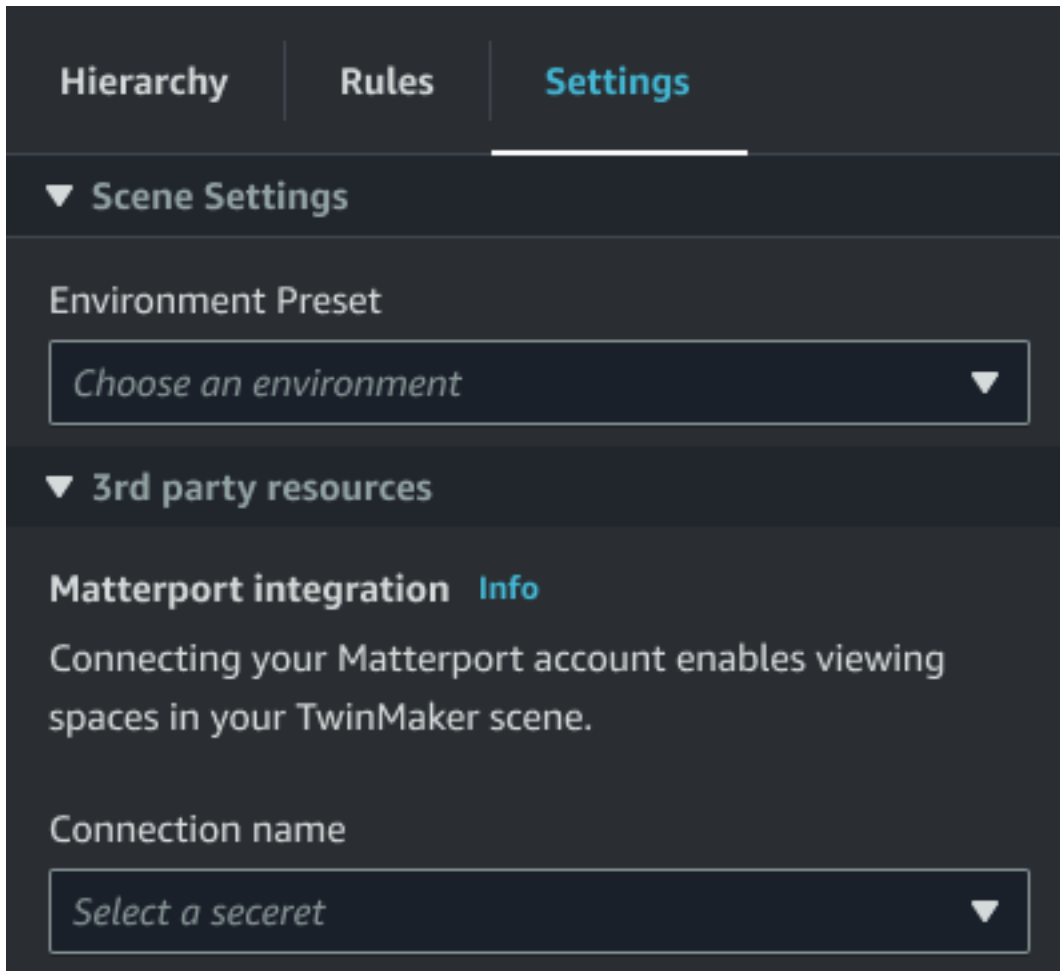 Hierarchy Rules Settings
Scene Settings
Environment Preset
Choose an environment
3rd party resources
Matterport integration Info
Connecting your Matterport account enables viewing
spaces in your TwinMaker scene.
Connection name
Select a seceret